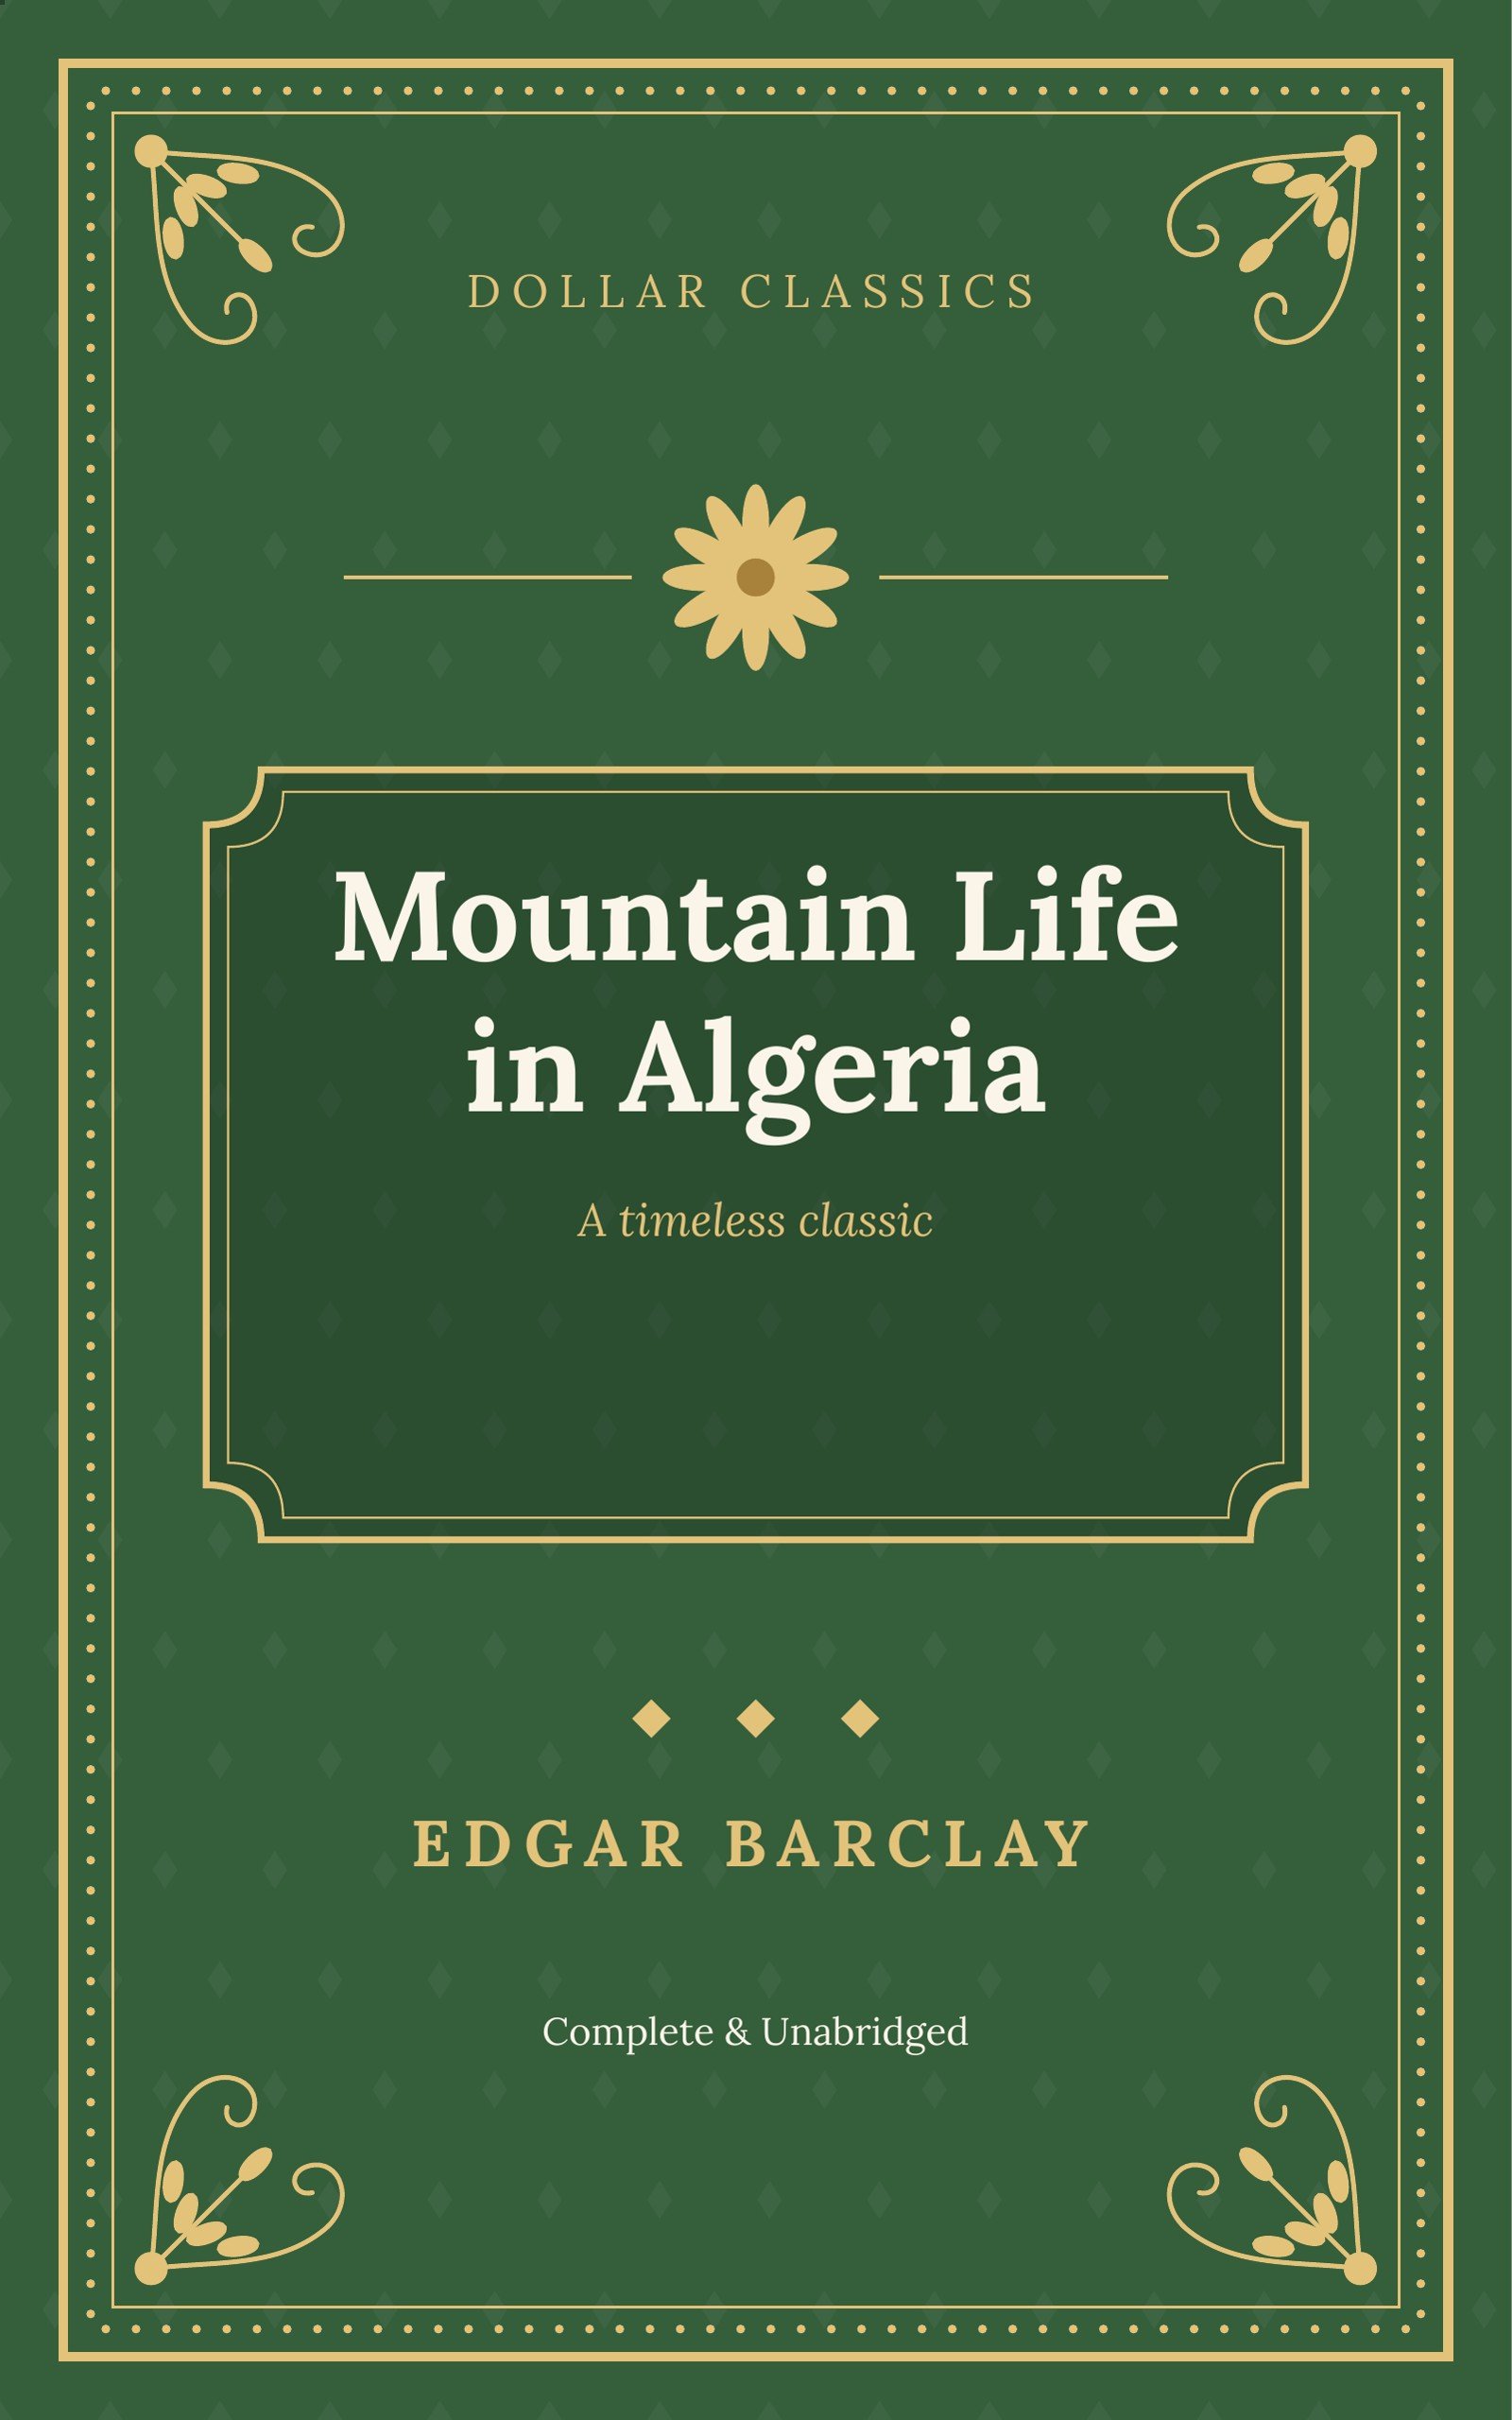 DOLLAR CLASSICS
Mountain Life
in Algeria
A timeless classic
EDGAR BARCLAY
Complete & Unabridged